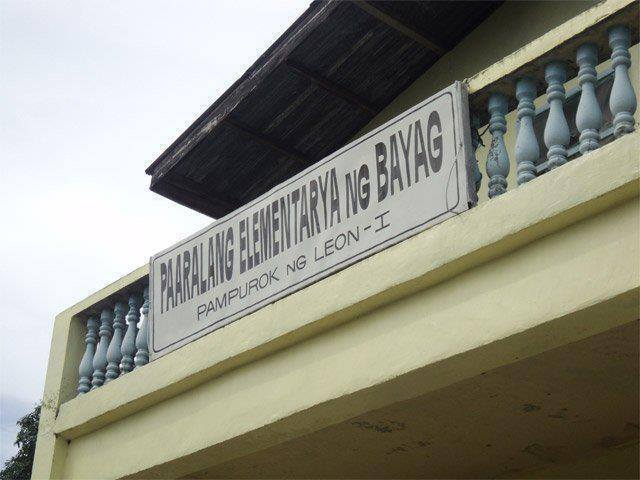 PAARALANG ELEMENTARYA NG BAYAG
PAMPUROK NG LEON - I